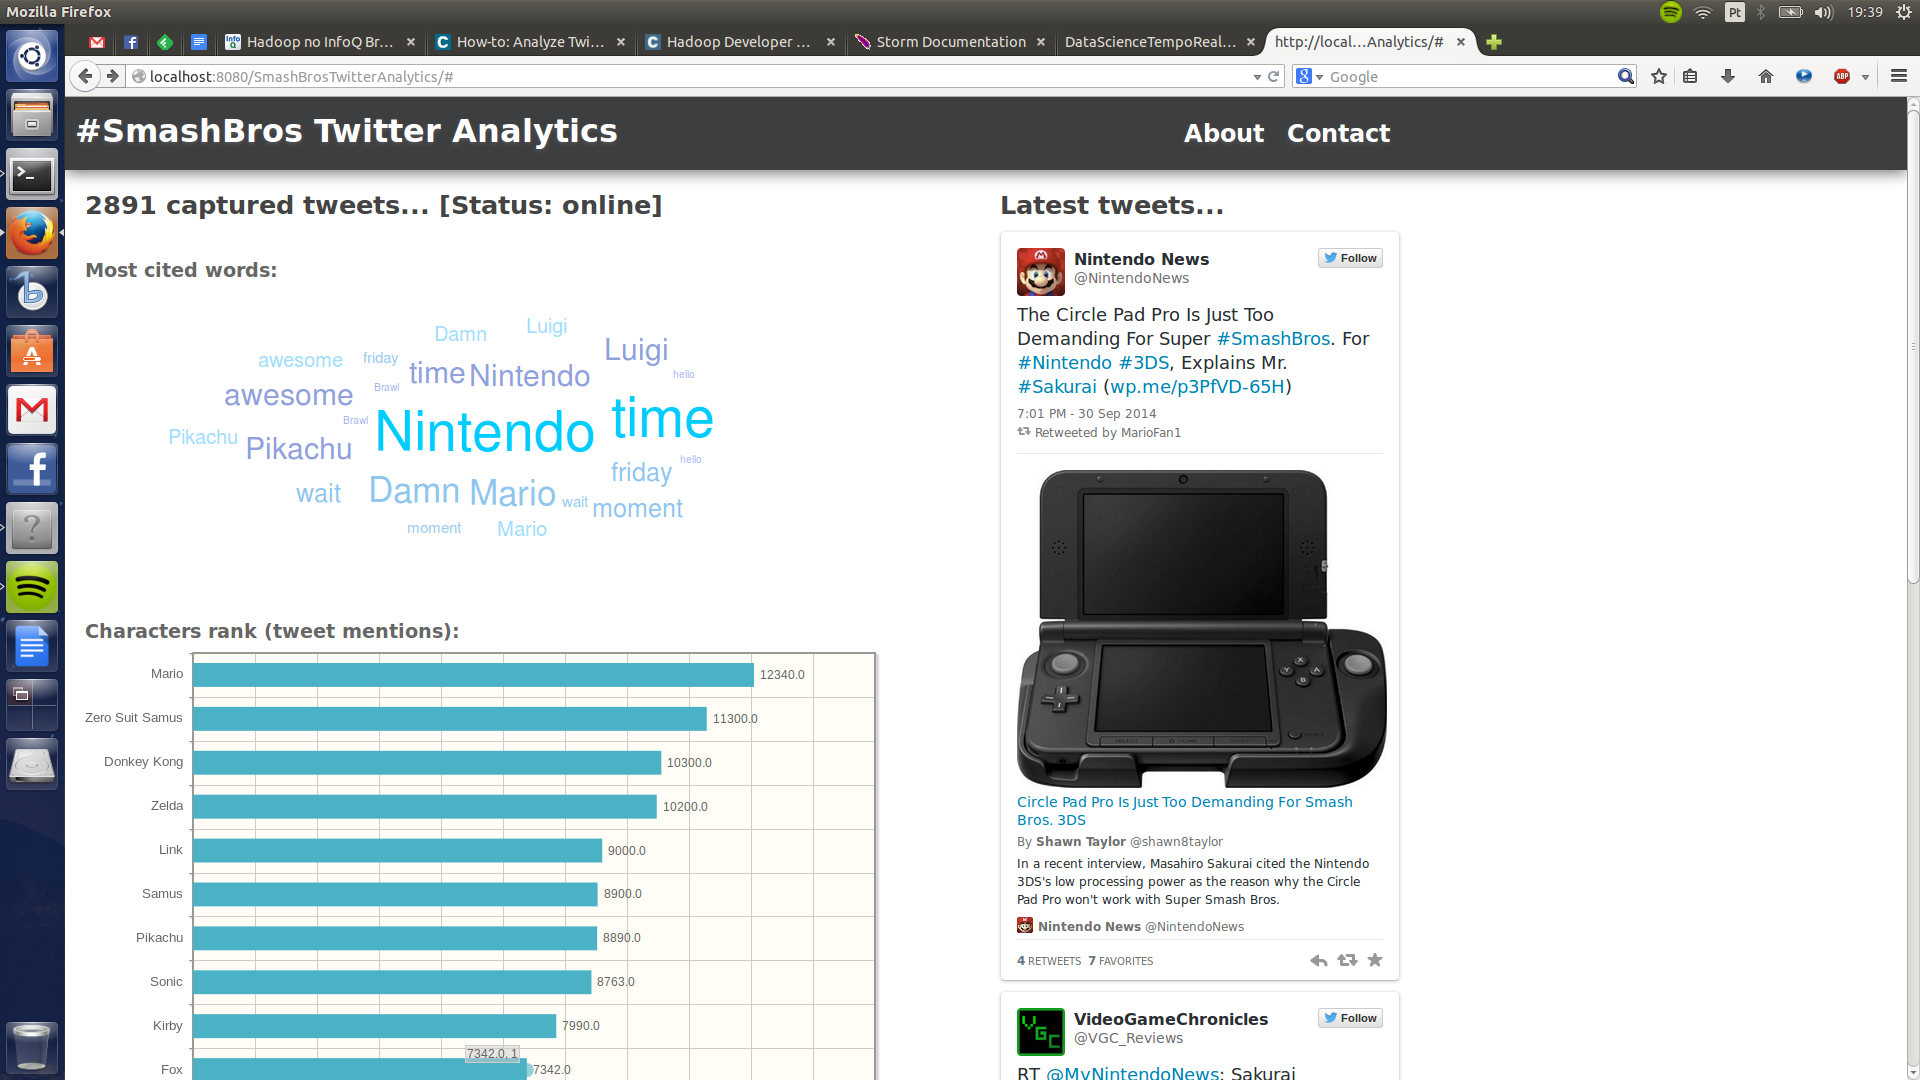 Mozilla Firefox
Pt
19:39
Hadoop no InfoQ Br...
How-to: Analyze Twi...
Hadoop Developer ...
Storm Documentation
DataScienceTempoReal...
http://local...Analytics/#
localhost:8080/SmashBrosTwitterAnalytics/#
Google
ABP
#SmashBros Twitter Analytics
About Contact
2891 captured tweets... [Status: online]
Most cited words:
Damn
Luigi
Luigi
awesome
friday
time
Nintendo
hello
awesome
Brawl
Brawl
Nintendo
time
Pikachu
Pikachu
hello
friday
wait
Damn
Mario
wait
moment
moment
Mario
Characters rank (tweet mentions):
Mario 12340.0
Zero Suit Samus 11300.0
Donkey Kong 10300.0
Zelda 10200.0
Link 9000.0
Samus 8900.0
Pikachu 8890.0
Sonic 8763.0
Kirby 7990.0
7342.0, 1
Fox 7342.0
Latest tweets...
Nintendo News
@NintendoNews
Follow
The Circle Pad Pro Is Just Too
Demanding For Super #SmashBros. For
#Nintendo #3DS, Explains Mr.
#Sakurai (wp.me/p3PfVD-65H)
7:01 PM - 30 Sep 2014
Retweeted by MarioFan1
Circle Pad Pro Is Just Too Demanding For Smash
Bros. 3DS
By Shawn Taylor @shawn8taylor
In a recent interview, Masahiro Sakurai cited the Nintendo
3DS's low processing power as the reason why the Circle
Pad Pro won't work with Super Smash Bros.
Nintendo News @NintendoNews
4 RETWEETS 7 FAVORITES
VGC
VideoGameChronicles
@VGC_Reviews
Follow
RT @MyNintendoNews: Sakurai